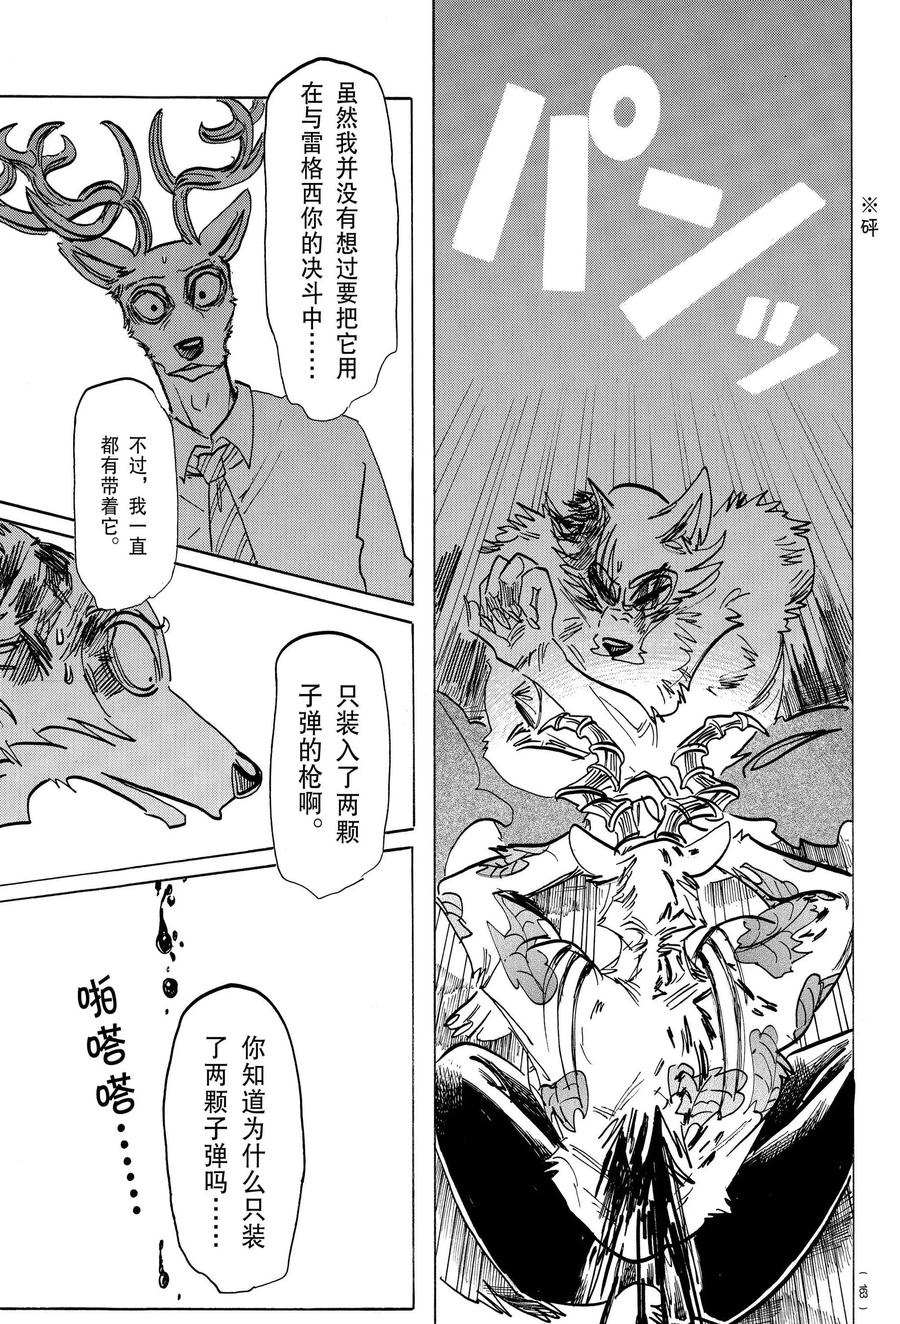 パンッ
※砰
虽然我并没有想过要把它用
在与雷格西你的决斗中……
不过，我一直
都有带着它。
只装入了两颗
子弹的枪啊。
你知道为什么只装
了两颗子弹吗……
啪嗒嗒……
(163)